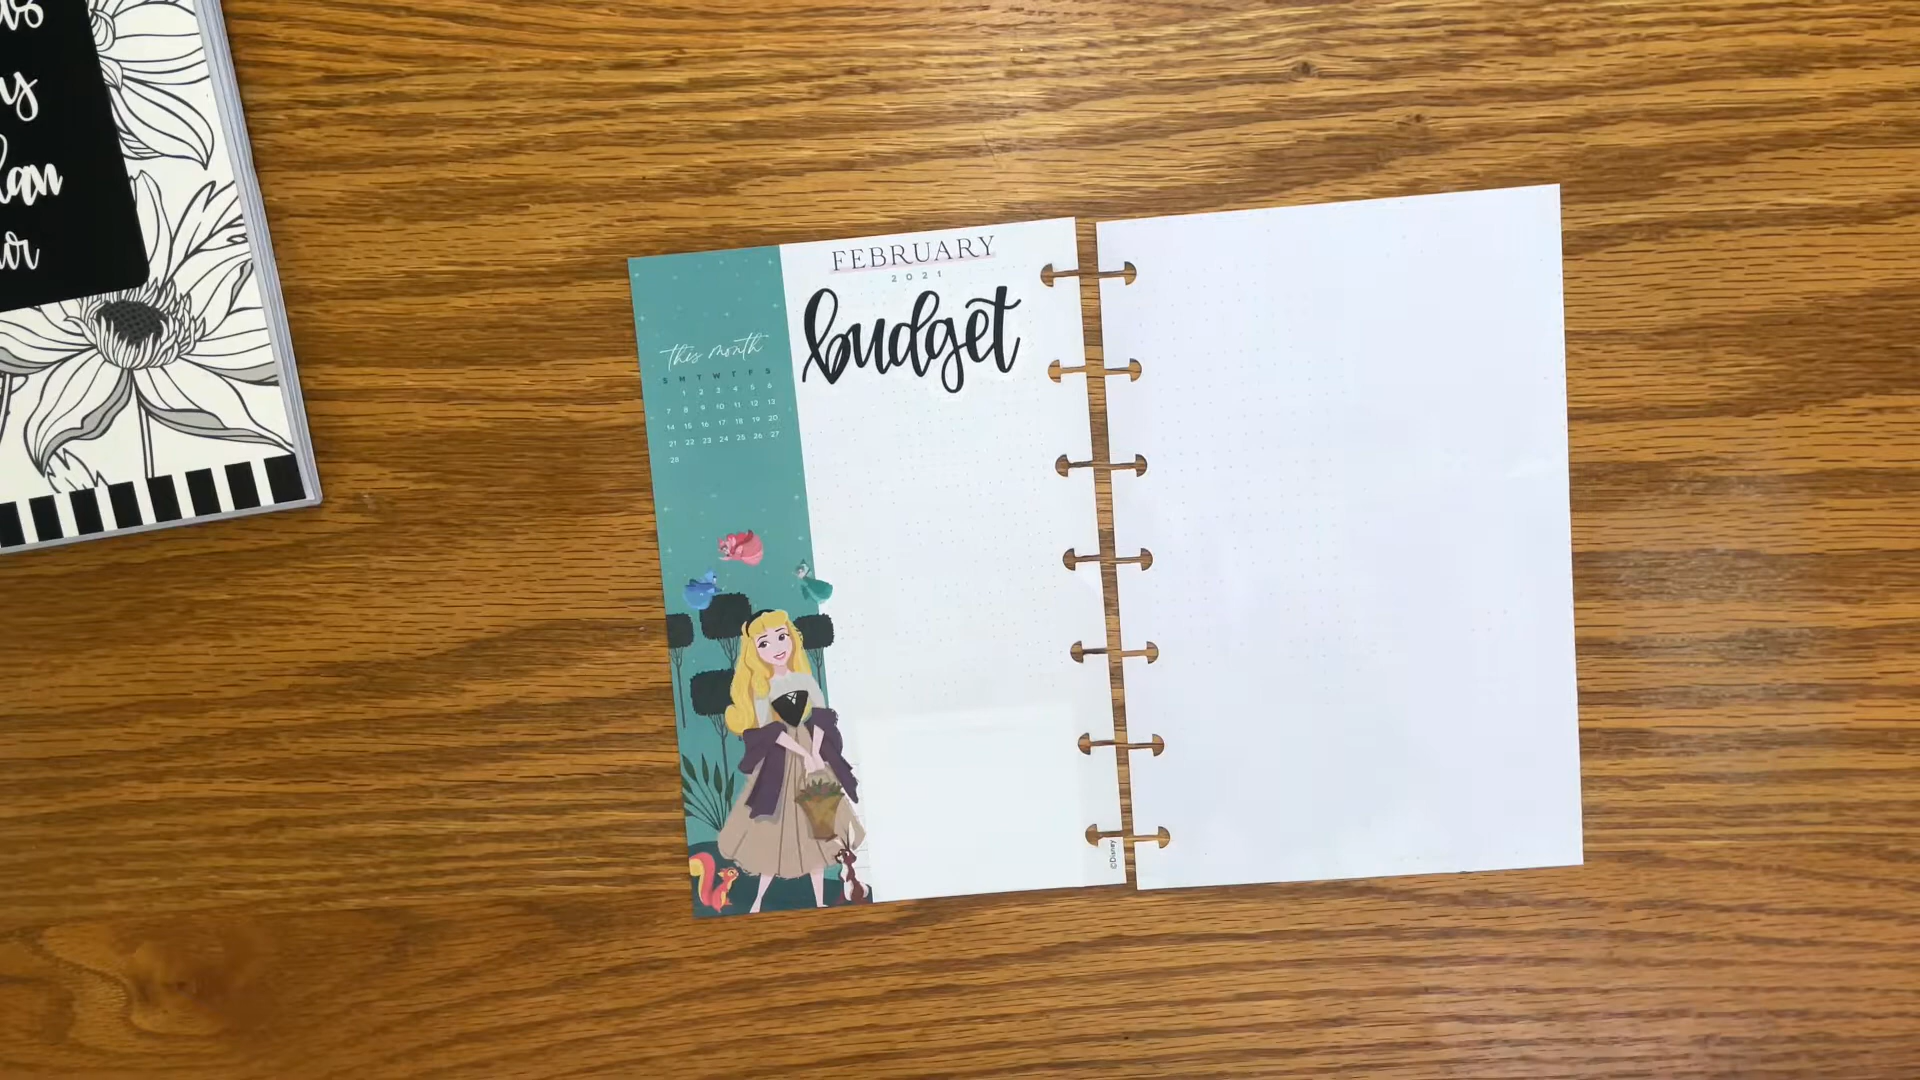 y
lan
FEBRUARY
2021
budget
this month
S M T W T F S
1 2 3 4 5 6
7 8 9 10 11 12 13
14 15 16 17 18 19 20
21 22 23 24 25 26 27
28
©Disney